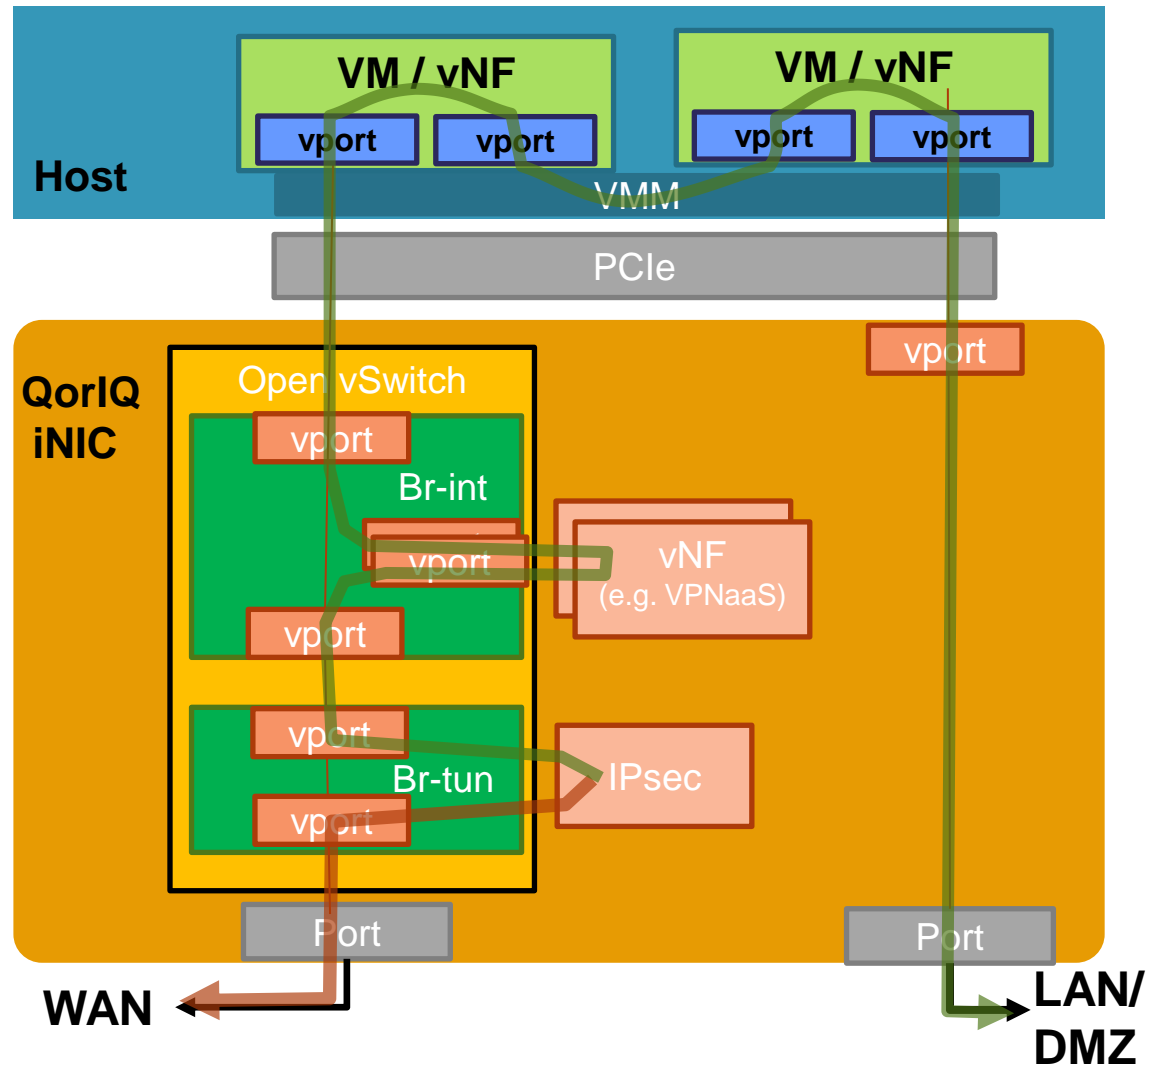 VM / vNF
VM / vNF
vport
vport
vport
vport
Host
VMM
PCIe
vport
Open vSwitch
QorIQ
iNIC
vport
Br-int
vport
vNF
(e.g. VPNaaS)
vport
vport
Br-tun
IPsec
vport
Port
Port
WAN
LAN/
DMZ